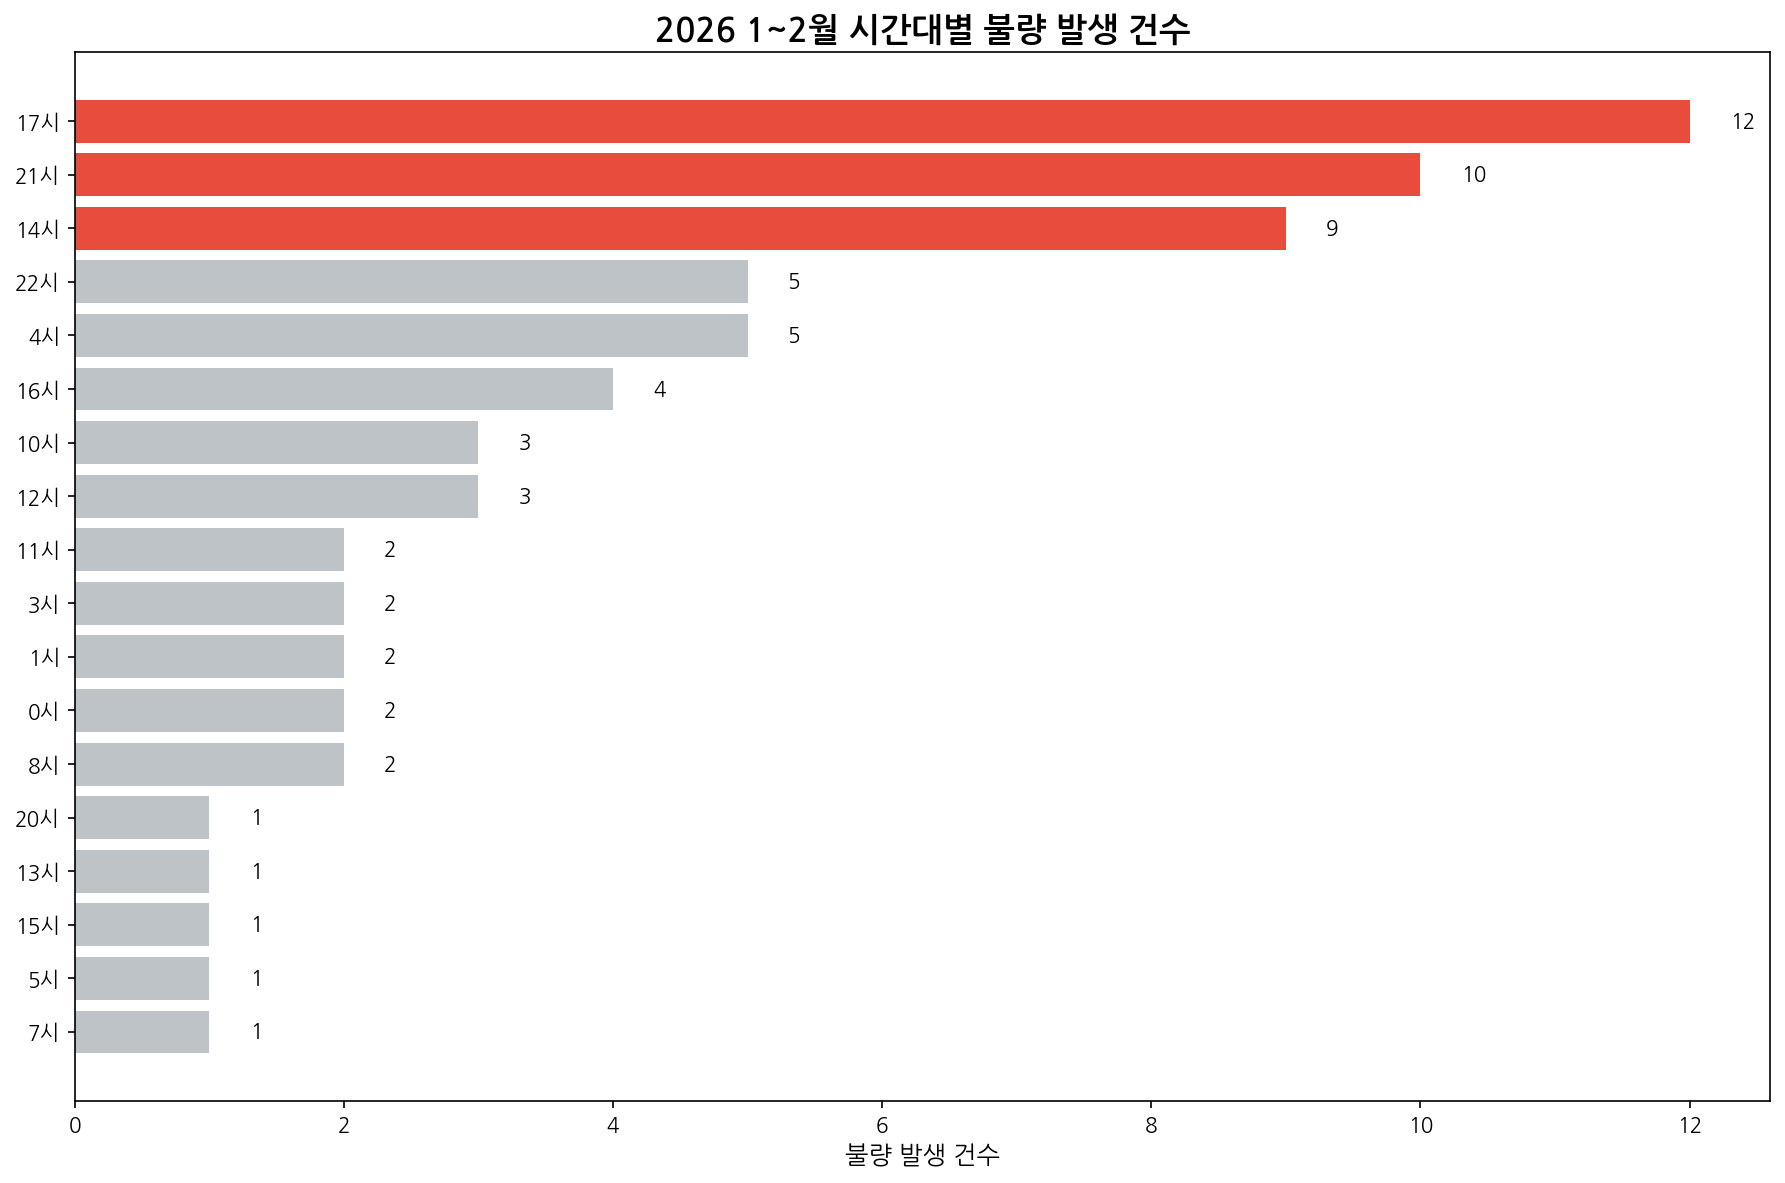 2026 1~2월 시간대별 불량 발생 건수
17시 12
21시 10
14시 9
22시 5
4시 5
16시 4
10시 3
12시 3
11시 2
3시 2
1시 2
0시 2
8시 2
20시 1
13시 1
15시 1
5시 1
7시 1
0 2 4 6 8 10 12
불량 발생 건수